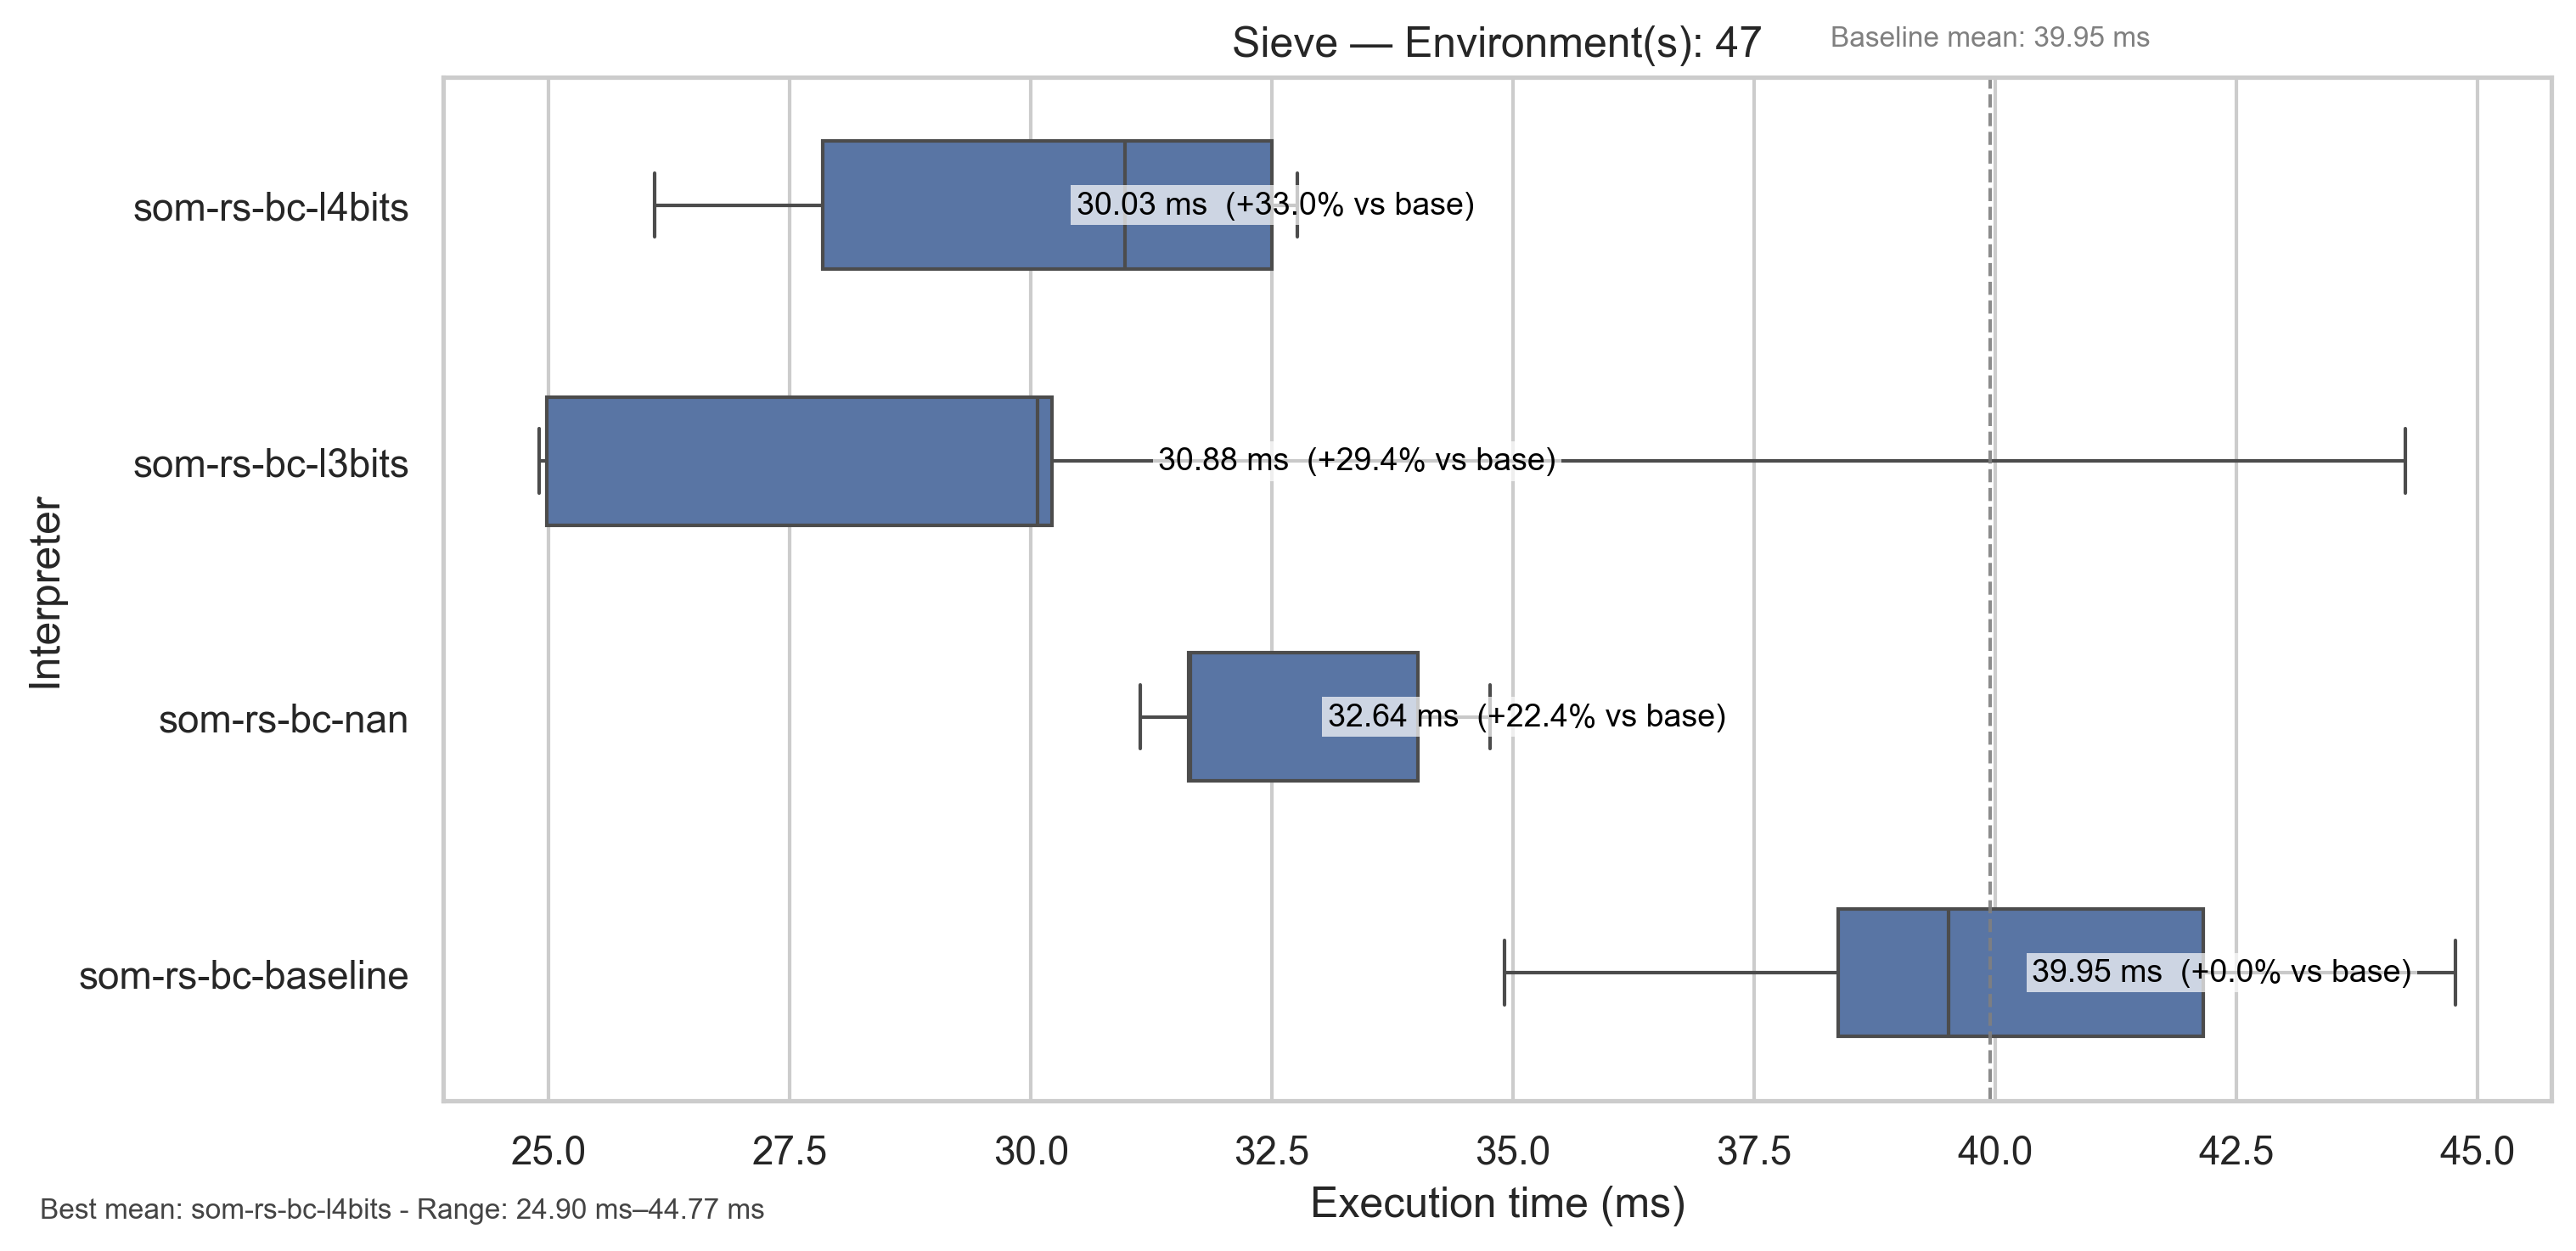 Sieve — Environment(s): 47
Baseline mean: 39.95 ms
som-rs-bc-l4bits
30.03 ms (+33.0% vs base)
som-rs-bc-l3bits
30.88 ms (+29.4% vs base)
Interpreter
som-rs-bc-nan
32.64 ms (+22.4% vs base)
som-rs-bc-baseline
39.95 ms (+0.0% vs base)
25.0 27.5 30.0 32.5 35.0 37.5 40.0 42.5 45.0
Execution time (ms)
Best mean: som-rs-bc-l4bits - Range: 24.90 ms–44.77 ms